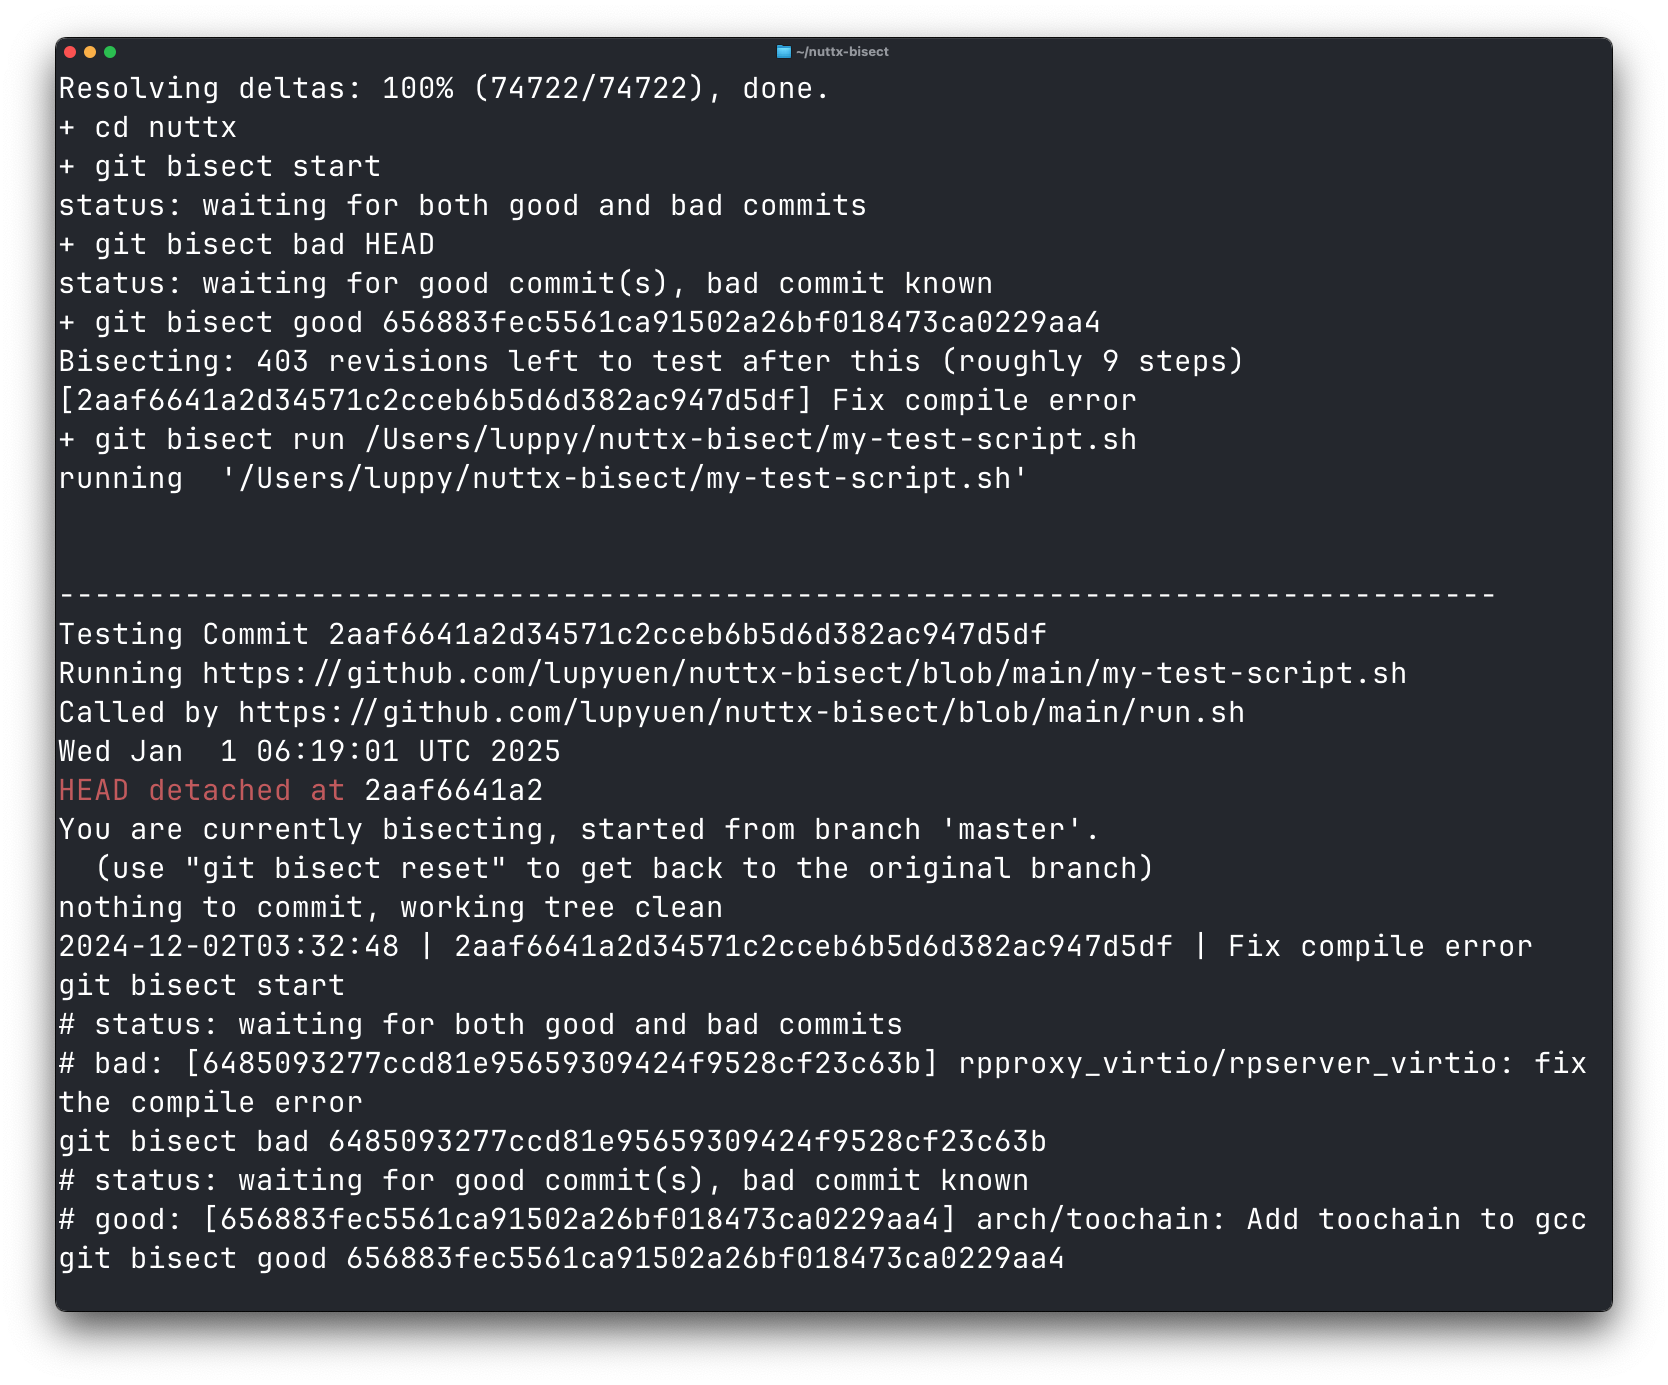 ~/nuttx-bisect
Resolving deltas: 100% (74722/74722), done.
+ cd nuttx
+ git bisect start
status: waiting for both good and bad commits
+ git bisect bad HEAD
status: waiting for good commit(s), bad commit known
+ git bisect good 656883fec5561ca91502a26bf018473ca0229aa4
Bisecting: 403 revisions left to test after this (roughly 9 steps)
[2aaf6641a2d34571c2cceb6b5d6d382ac947d5df] Fix compile error
+ git bisect run /Users/luppy/nuttx-bisect/my-test-script.sh
running  '/Users/luppy/nuttx-bisect/my-test-script.sh'
--------------------------------------------------------------------------------
Testing Commit 2aaf6641a2d34571c2cceb6b5d6d382ac947d5df
Running https://github.com/lupyuen/nuttx-bisect/blob/main/my-test-script.sh
Called by https://github.com/lupyuen/nuttx-bisect/blob/main/run.sh
Wed Jan  1 06:19:01 UTC 2025
HEAD detached at 2aaf6641a2
You are currently bisecting, started from branch 'master'.
  (use "git bisect reset" to get back to the original branch)
nothing to commit, working tree clean
2024-12-02T03:32:48 | 2aaf6641a2d34571c2cceb6b5d6d382ac947d5df | Fix compile error
git bisect start
# status: waiting for both good and bad commits
# bad: [6485093277ccd81e95659309424f9528cf23c63b] rpproxy_virtio/rpserver_virtio: fix
the compile error
git bisect bad 6485093277ccd81e95659309424f9528cf23c63b
# status: waiting for good commit(s), bad commit known
# good: [656883fec5561ca91502a26bf018473ca0229aa4] arch/toochain: Add toochain to gcc
git bisect good 656883fec5561ca91502a26bf018473ca0229aa4